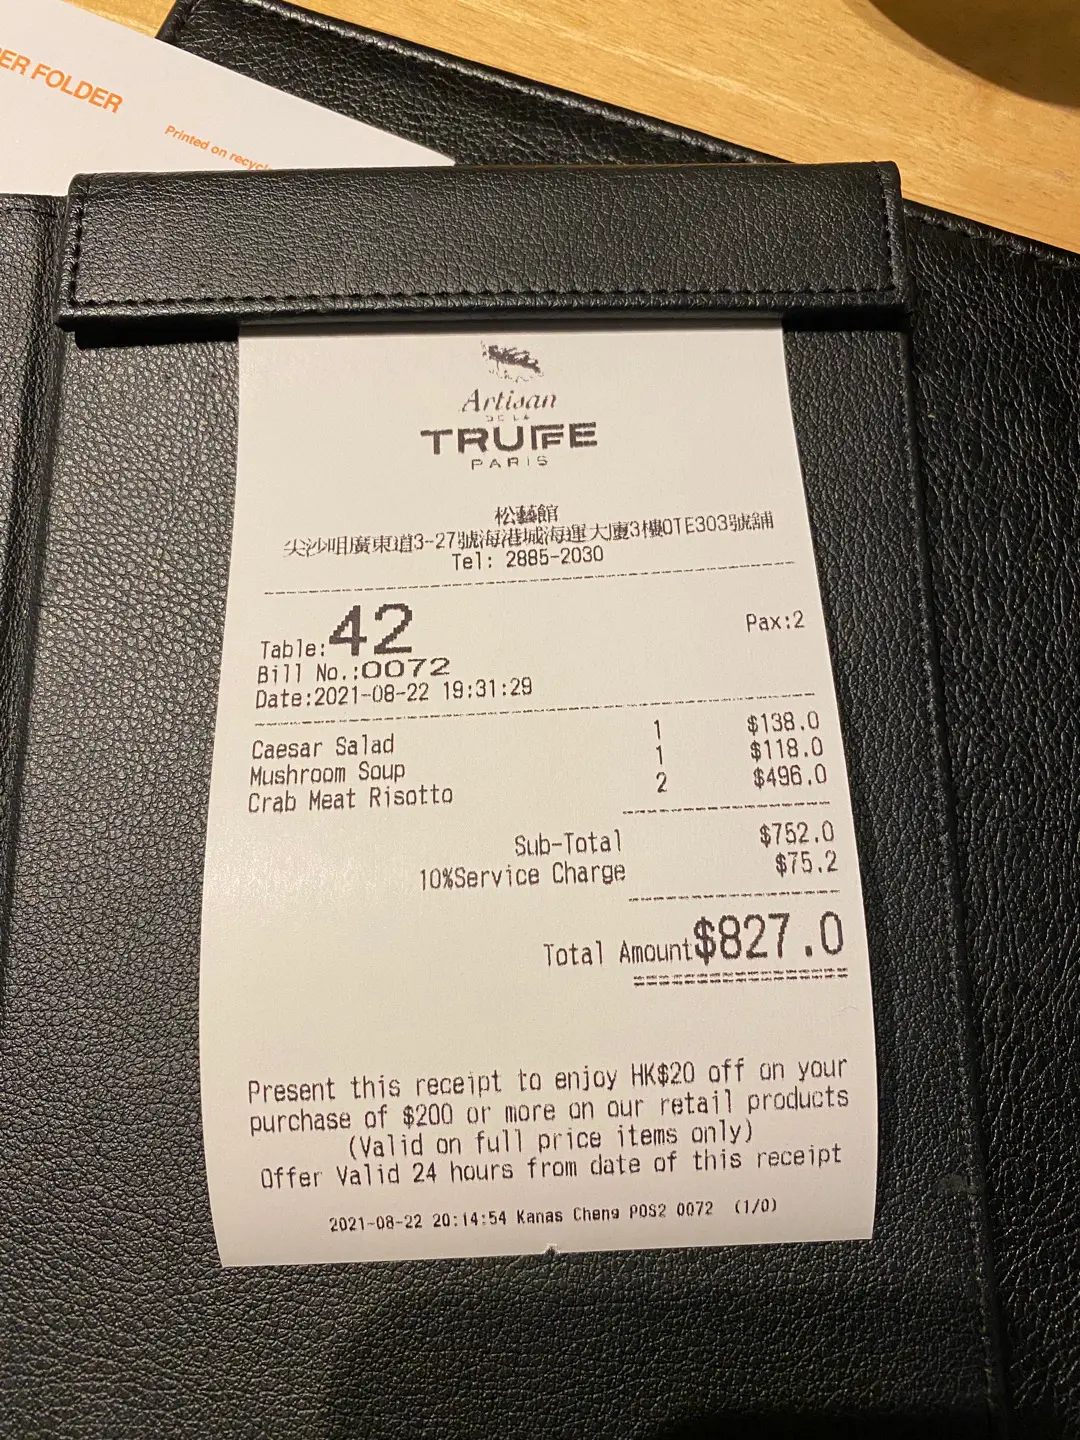 ER FOLDER
Printed on recycl
Artisan
DE LA
TRUFFE
PARIS
松藝館
尖沙咀廣東道3-27號海港城海運大廈3樓OTE303號舖
Tel: 2885-2030
Table:42 Pax:2
Bill No.:0072
Date:2021-08-22 19:31:29
Caesar Salad 1 $138.0
Mushroom Soup 1 $118.0
Crab Meat Risotto 2 $496.0
Sub-Total $752.0
10%Service Charge $75.2
Total Amount $827.0
Present this receipt to enjoy HK$20 off on your
purchase of $200 or more on our retail products
(Valid on full price items only)
Offer Valid 24 hours from date of this receipt
2021-08-22 20:14:54 Kanas Cheng POS2 0072 (1/0)